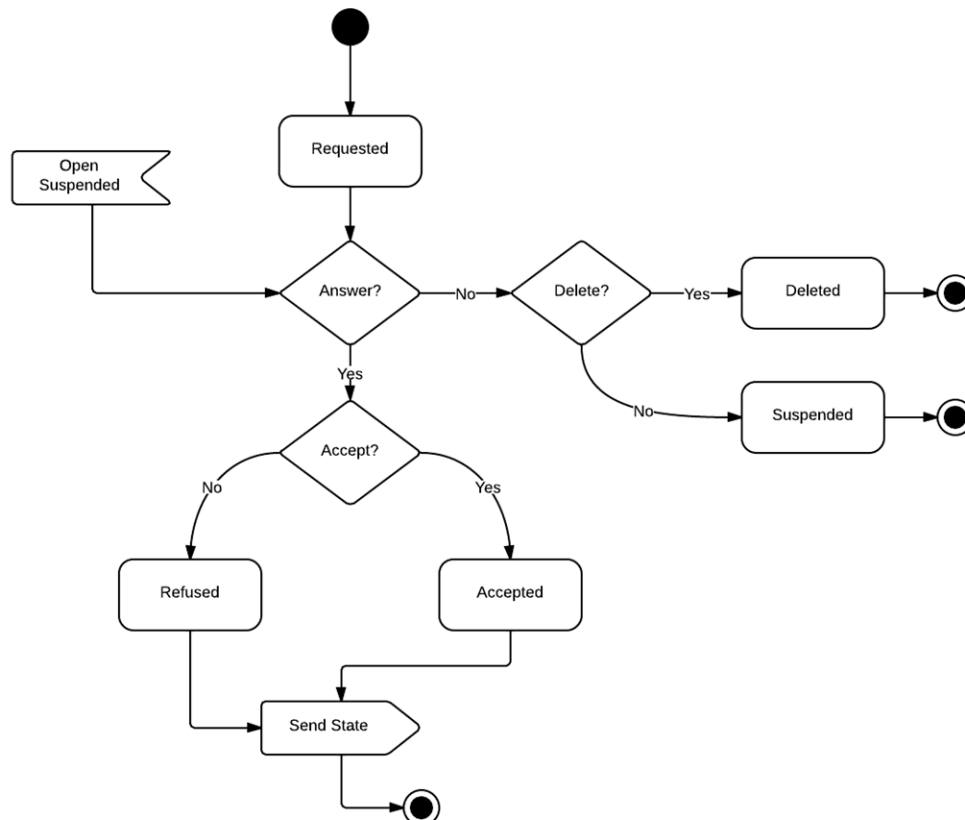 Requested
Open
Suspended
Answer?
No
Delete?
Yes
Deleted
Yes
No
Suspended
Accept?
No
Yes
Refused
Accepted
Send State